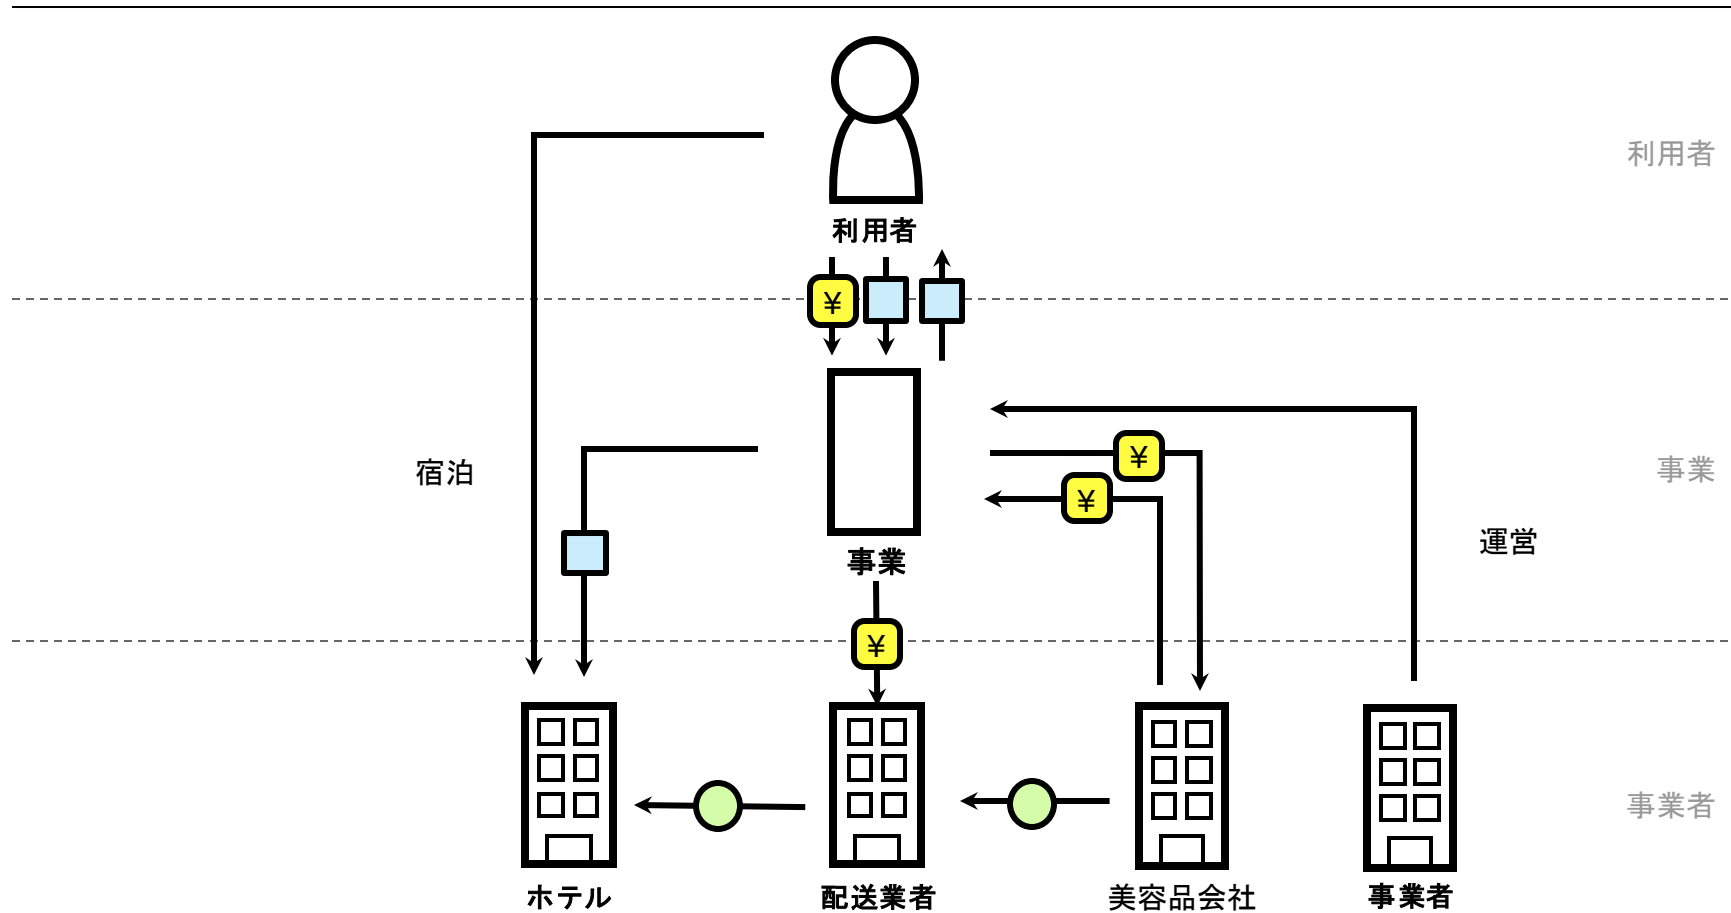 利用者
利用者
¥
¥
¥
宿泊
事業
運営
事業
¥
事業者
ホテル
配送業者
美容品会社
事業者